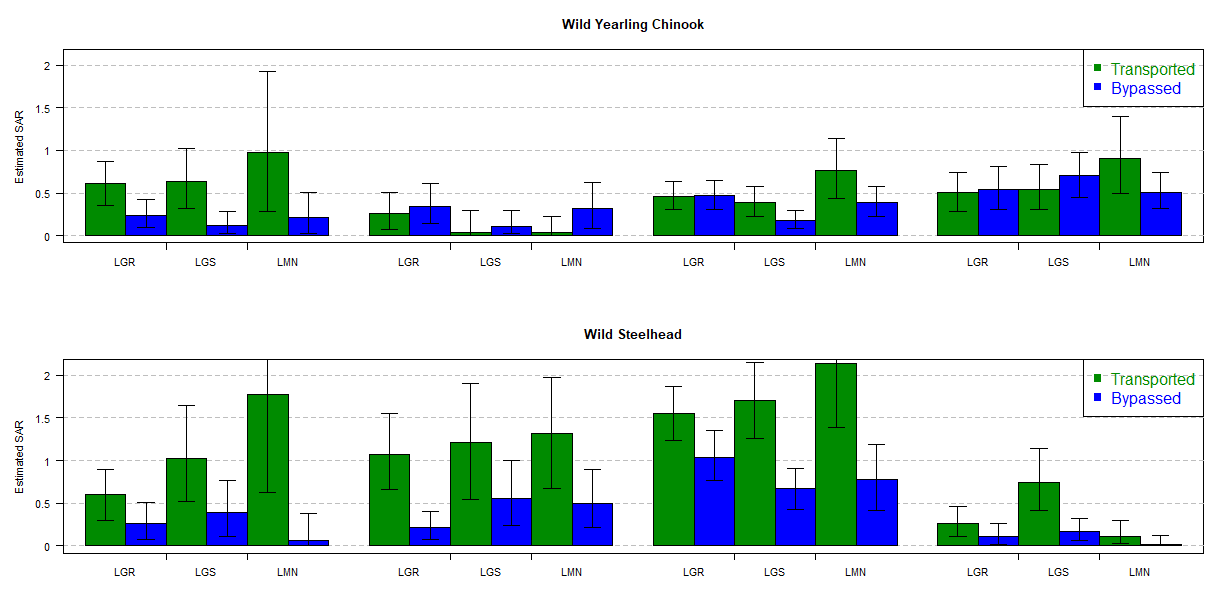 Wild Yearling Chinook
Estimated SAR
2
1.5
1
0.5
0
Transported
Bypassed
LGR LGS LMN LGR LGS LMN LGR LGS LMN LGR LGS LMN
Wild Steelhead
Estimated SAR
2
1.5
1
0.5
0
Transported
Bypassed
LGR LGS LMN LGR LGS LMN LGR LGS LMN LGR LGS LMN